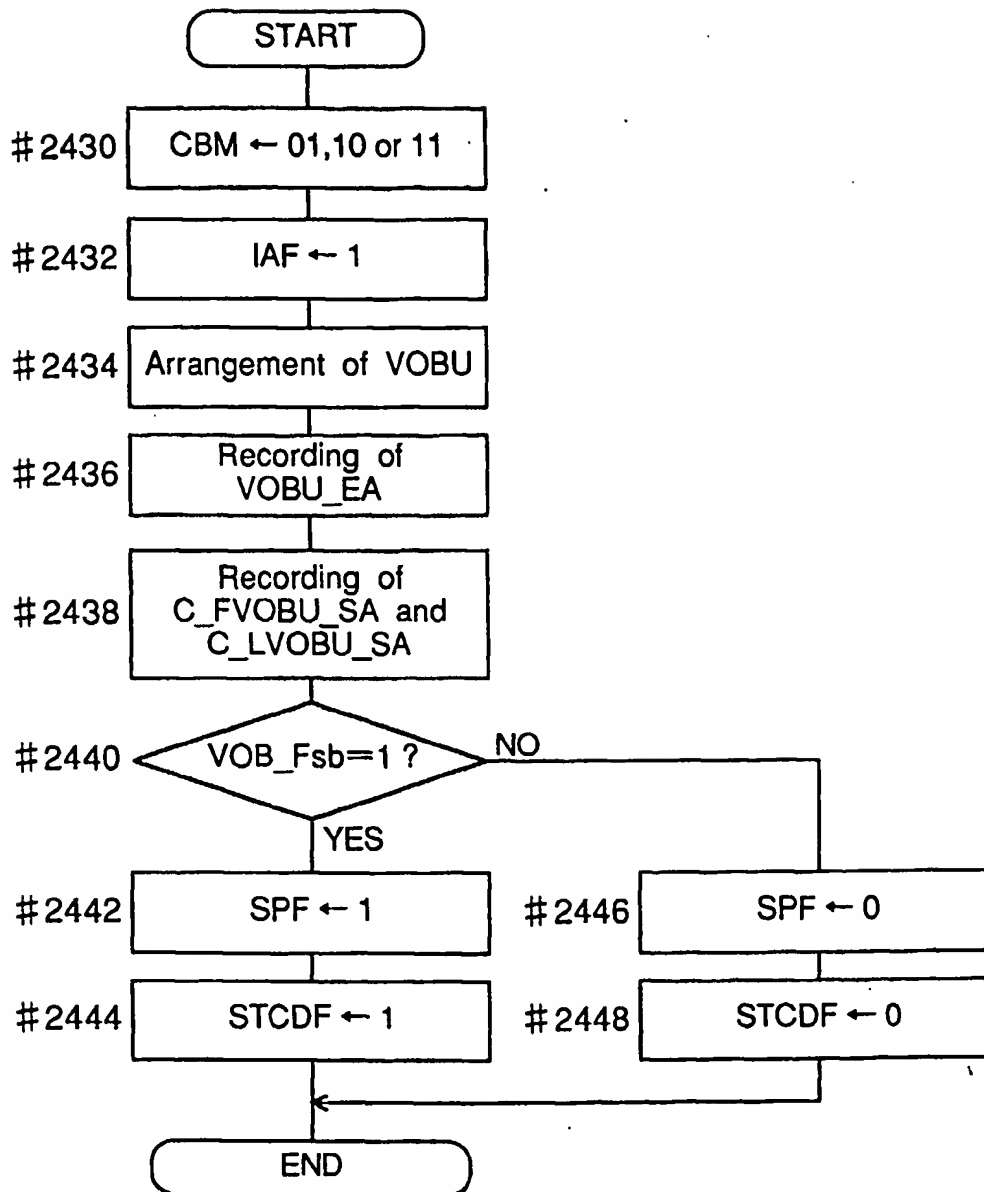 START
#2430
CBM ← 01,10 or 11
#2432
IAF ← 1
#2434
Arrangement of VOBU
#2436
Recording of
VOBU_EA
#2438
Recording of
C_FVOBU_SA and
C_LVOBU_SA
#2440
VOB_Fsb=1 ?
NO
YES
#2442
SPF ← 1
#2446
SPF ← 0
#2444
STCDF ← 1
#2448
STCDF ← 0
END